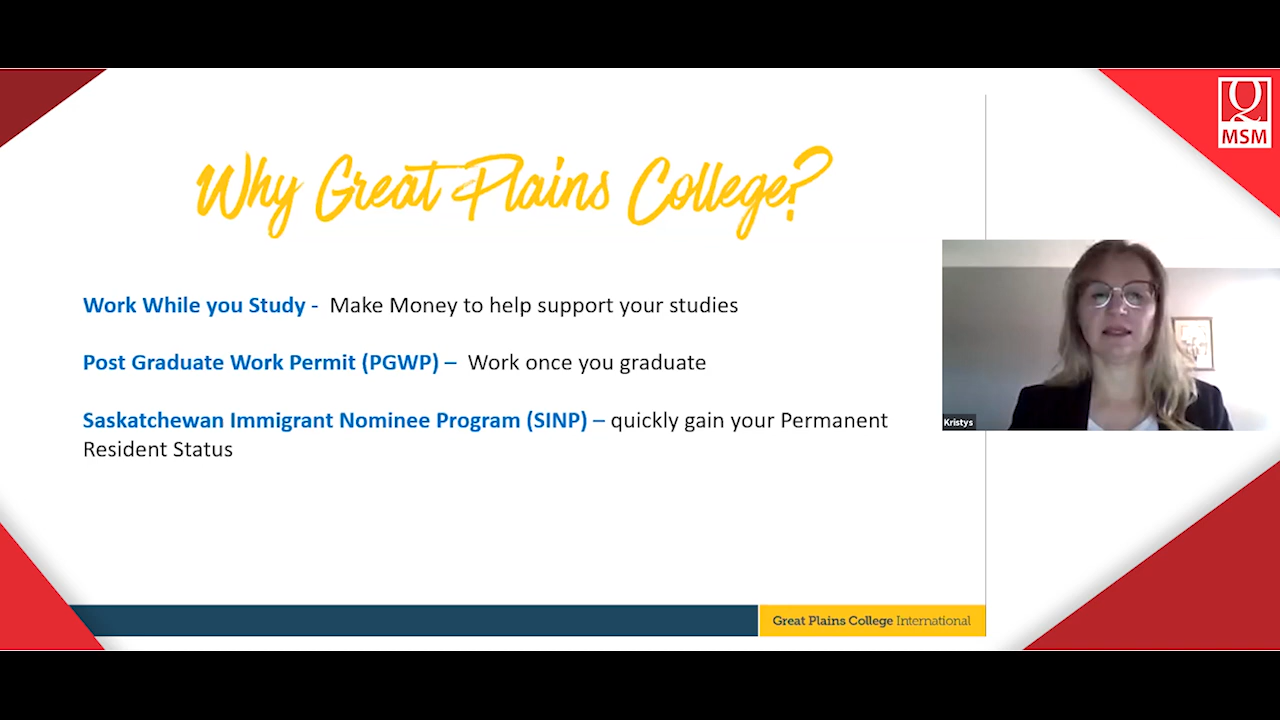 MSM
Why Great Plains College?
Work While you Study - Make Money to help support your studies
Post Graduate Work Permit (PGWP) – Work once you graduate
Saskatchewan Immigrant Nominee Program (SINP) – quickly gain your Permanent
Resident Status
Kristys
Great Plains College International